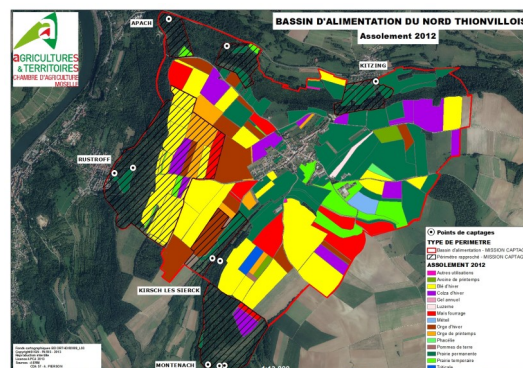 BASSIN D'ALIMENTATION DU NORD THIONVILLOIS
Assolement 2012
AGRICULTURES
& TERRITOIRES
CHAMBRE D'AGRICULTURE
MOSELLE
APACH
KITZING
RUSTROFF
KIRSCH LES SIERCK
MONTENACH
Points de captages
TYPE DE PERIMETRE
Bassin d'alimentation - MISSION CAPTAG
Périmètre rapproché - MISSION CAPTAG
ASSOLEMENT 2012
Autres utilisations
Avoine de printemps
Blé d'hiver
Colza d'hiver
Gel annuel
Luzerne
Maïs fourrage
Méteil
Orge d'hiver
Orge de printemps
Phacélie
Pommes de terre
Prairie permanente
Prairie temporaire
Triticale